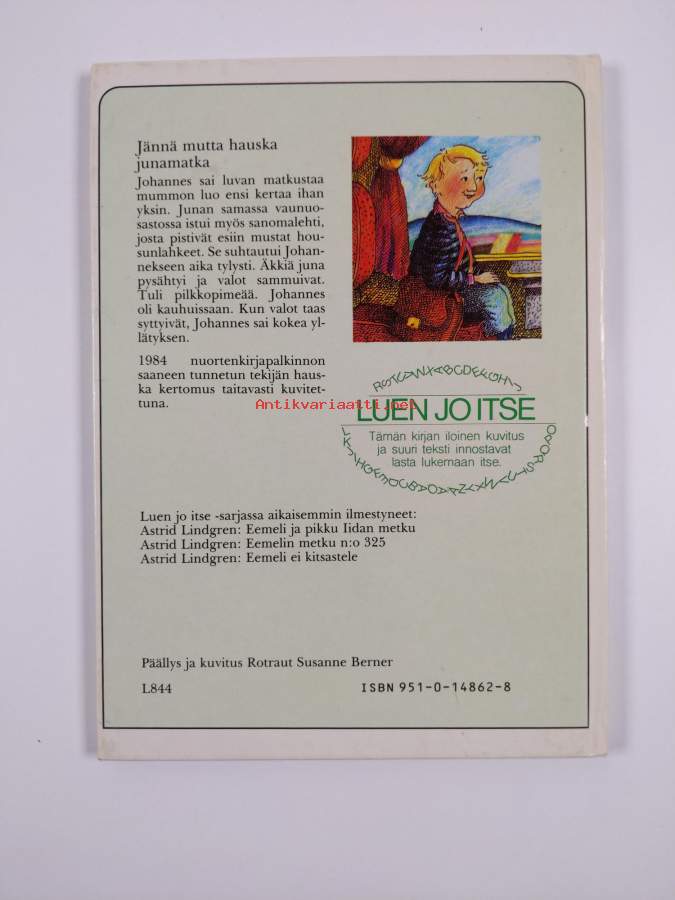 Jännä mutta hauska
junamatka
Johannes sai luvan matkustaa
mummon luo ensi kertaa ihan
yksin. Junan samassa vaunuo-
sastossa istui myös sanomalehti,
josta pistivät esiin mustat hou-
sunlahkeet. Se suhtautui Johan-
nekseen aika tylysti. Äkkiä juna
pysähtyi ja valot sammuivat.
Tuli pilkkopimeää. Johannes
oli kauhuissaan. Kun valot taas
syttyivät, Johannes sai kokea yl-
lätyksen.
1984 nuortenkirjapalkinnon
saaneen tunnetun tekijän haus-
ka kertomus taitavasti kuvitet-
tuna.
Antikvariaatti.net
LUEN JO ITSE
Tämän kirjan iloinen kuvitus
ja suuri teksti innostavat
lasta lukemaan itse.
Luen jo itse -sarjassa aikaisemmin ilmestyneet:
Astrid Lindgren: Eemeli ja pikku Iidan metku
Astrid Lindgren: Eemelin metku n:o 325
Astrid Lindgren: Eemeli ei kitsastele
Päällys ja kuvitus Rotraut Susanne Berner
L844
ISBN 951-0-14862-8